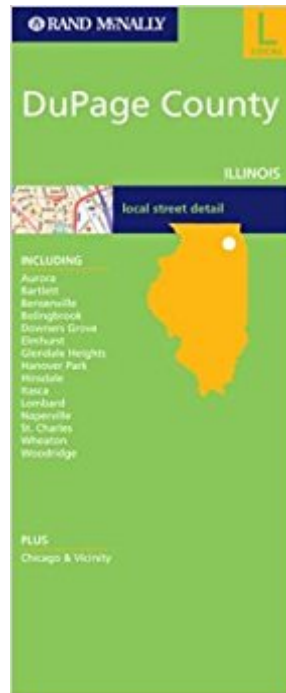 RAND McNALLY
L
LOCAL
DuPage County
ILLINOIS
local street detail
INCLUDING
Aurora
Bartlett
Bensenville
Bolingbrook
Downers Grove
Elmhurst
Glendale Heights
Hanover Park
Hinsdale
Itasca
Lombard
Naperville
St. Charles
Wheaton
Woodridge
PLUS
Chicago & Vicinity